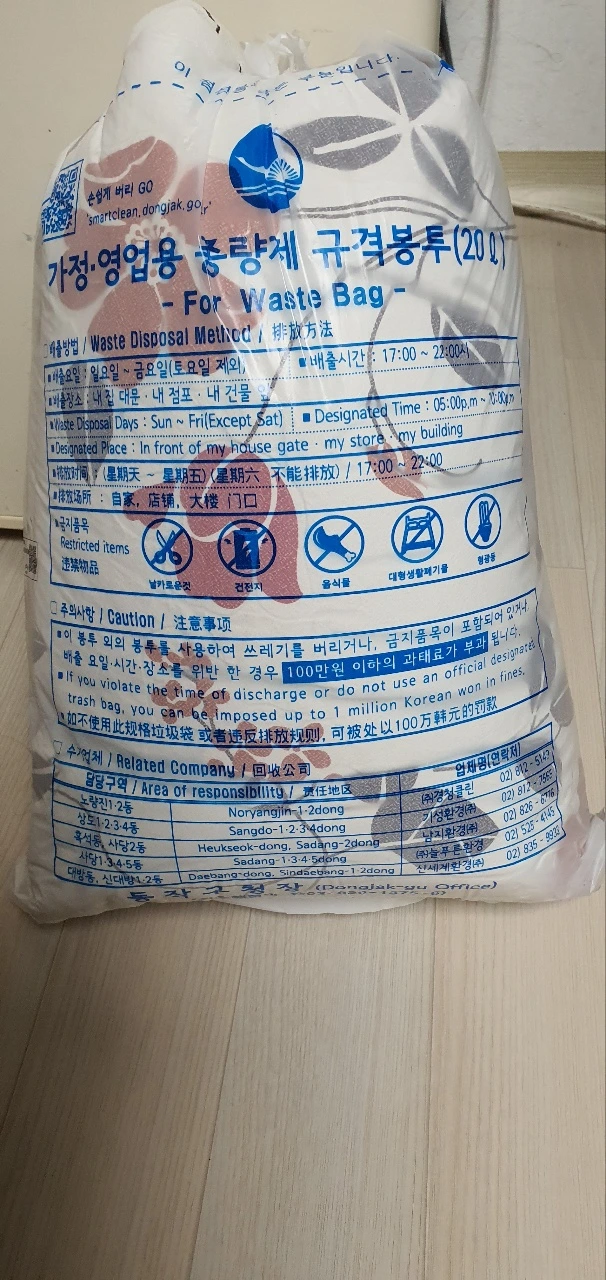 이 부분입니다.
손쉽게 버리 GO
'smartclean.dongjak.go.
가정·영업용 종량제 규격봉투(20ℓ)
- For Waste Bag -
배출방법 / Waste Disposal Method / 排放方法
■배출요일 : 일요일 ~ 금요일(토요일 제외)
■배출시간 : 17:00 ~ 22:00시
■배출장소 : 내 집 대문 · 내 점포 · 내 건물 앞
■Waste Disposal Days : Sun ~ Fri(Except Sat)
■Designated Time : 05:00p,m ~ 10:00p,m
■Designated Place : In front of my house gate · my store · my building
■排放时间 : (星期天 ~ 星期五) (星期六 不能排放) / 17:00 ~ 22:00
■排放场所 : 自家, 店铺, 大楼 门口
■금지품목
Restricted items
违禁物品
날카로운것
건전지
음식물
대형생활폐기물
형광등
□ 주의사항 / Caution / 注意事项
■이 봉투 외의 봉투를 사용하여 쓰레기를 버리거나, 금지품목이 포함되어 있거나,
배출 요일·시간·장소를 위반 한 경우 100만원 이하의 과태료가 부과됩니다.
■If you violate the time of discharge or do not use an official designated
trash bag, you can be imposed up to 1 million Korean won in fines.
■如不使用此规格垃圾袋 或者违反排放规则, 可被处以100万韩元的罚款
수거업체 / Related Company / 回收公司
담당구역 / Area of responsibility / 责任地区
업체명(연락처)
노량진1·2동 Noryangjin-1·2dong ㈜경청클린 02) 812 - 5143
상도1·2·3·4동 Sangdo-1·2·3·4dong 기성환경㈜ 02) 812 -
흑석동, 사당2동 Heukseok-dong, Sadang-2dong 남지환경㈜ 02) 826 -
사당1·3·4·5동 Sadang-1·3·4·5dong ㈜늘푸른환경 02) 525 - 4145
대방동, 신대방1·2동 Daebang-dong, Sindaebang-1·2dong 신세계환경㈜ 02) 835 -
동작구청장 (Dongjak-gu Office)